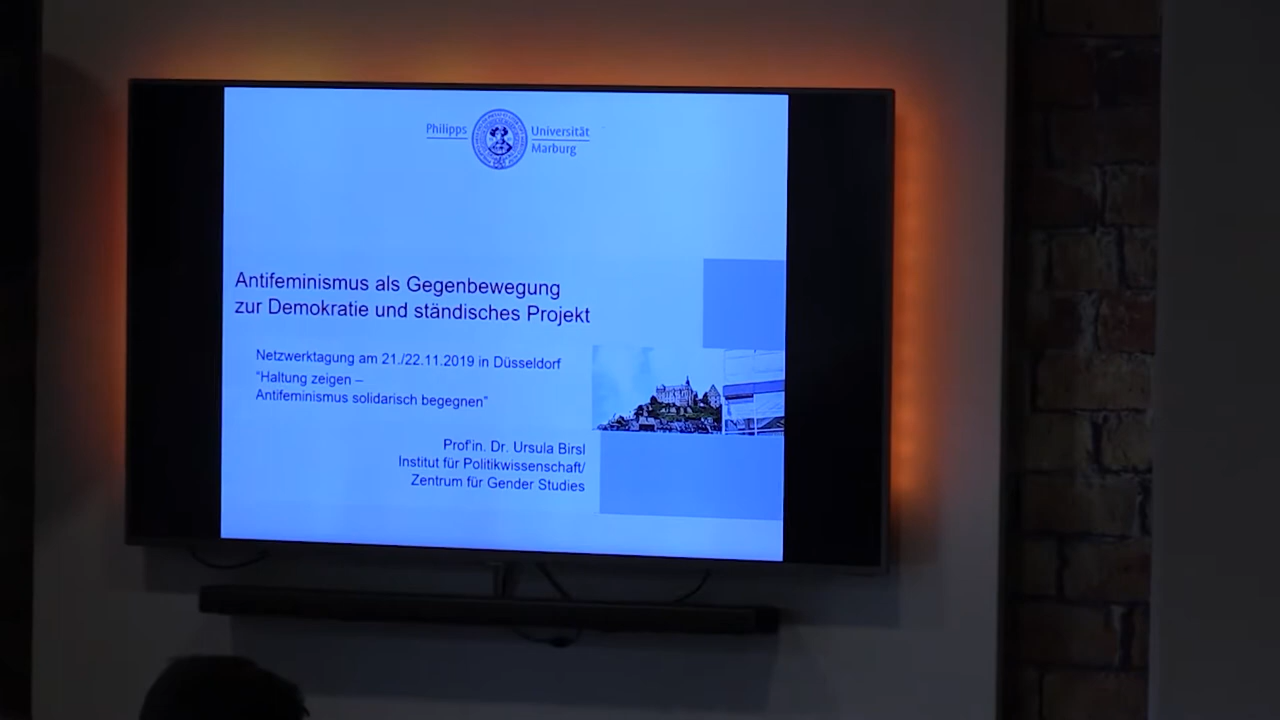 Philipps
Universität
Marburg
Antifeminismus als Gegenbewegung
zur Demokratie und ständisches Projekt
Netzwerktagung am 21./22.11.2019 in Düsseldorf
"Haltung zeigen –
Antifeminismus solidarisch begegnen"
Prof'in. Dr. Ursula Birsl
Institut für Politikwissenschaft/
Zentrum für Gender Studies